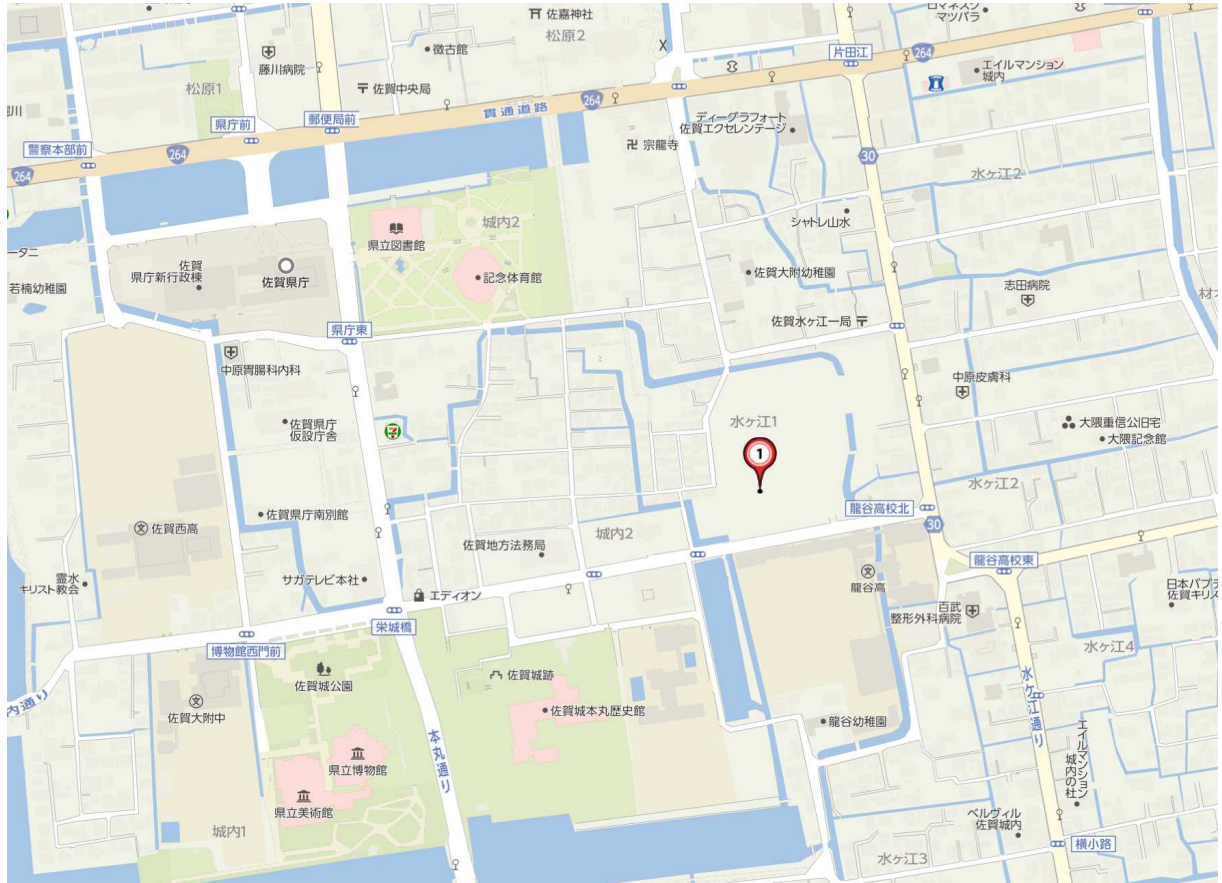 佐嘉神社
松原2
ロマネスク
マツバラ
徴古館
片田江
264
藤川病院
エイルマンション
城内
松原1
佐賀中央局
貫通道路
264
県庁前
郵便局前
ディーグラフォート
佐賀エクセレンテージ
宗龍寺
警察本部前
264
264
30
水ヶ江2
城内2
シャトレ山水
県立図書館
佐賀
県庁新行政棟
佐賀県庁
記念体育館
佐賀大附幼稚園
若楠幼稚園
志田病院
県庁東
佐賀水ヶ江一局
中原胃腸科内科
中原皮膚科
佐賀県庁
仮設庁舎
水ヶ江1
大隈重信公旧宅
大隈記念館
1
水ヶ江2
佐賀県庁南別館
龍谷高校北
佐賀西高
30
城内2
佐賀地方法務局
龍谷高校東
サガテレビ本社
龍谷高
霊水
キリスト教会
エディオン
百武
整形外科病院
栄城橋
博物館西門前
水ヶ江4
佐賀城公園
佐賀城跡
佐賀大附中
佐賀城本丸歴史館
龍谷幼稚園
水ヶ江通り
本丸通り
県立博物館
エイルマンション
城内の杜
県立美術館
城内1
ベルヴィル
佐賀城内
横小路
水ヶ江3